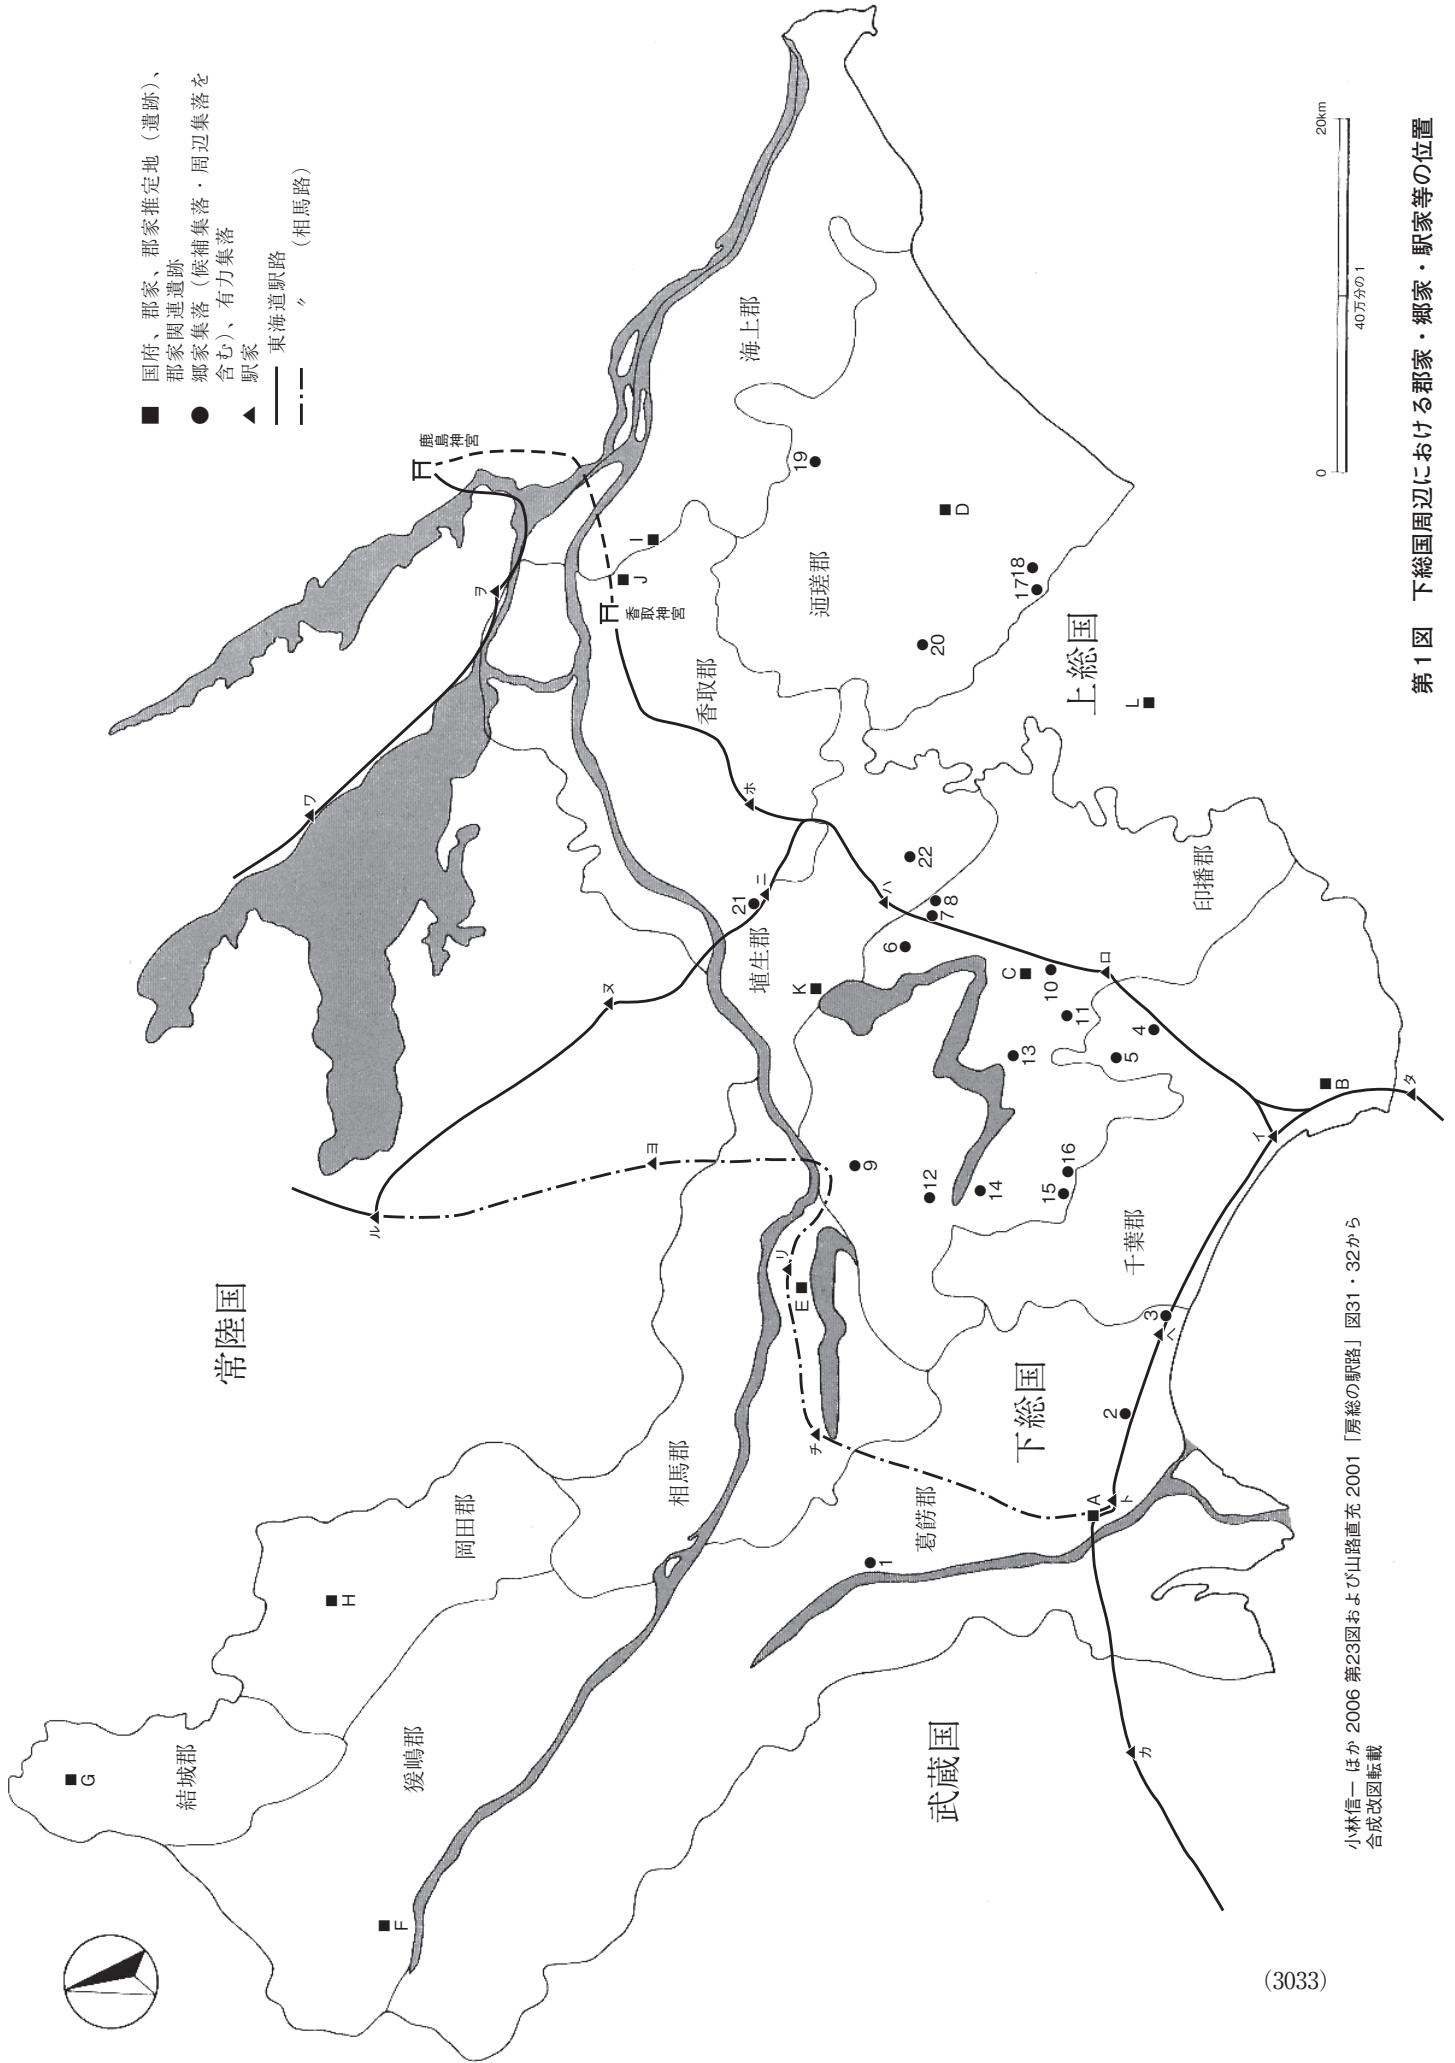 国府、郡家、郡家推定地（遺跡）、
郡家関連遺跡
郷家集落（候補集落・周辺集落を
含む）、有力集落
駅家
東海道駅路
〃　（相馬路）
鹿島神宮
香取神宮
常陸国
武蔵国
下総国
上総国
結城郡
猨嶋郡
岡田郡
相馬郡
葛餝郡
千葉郡
印播郡
埴生郡
香取郡
迊瑳郡
海上郡
A
B
C
D
E
F
G
H
I
J
K
L
1
2
3
4
5
6
7
8
9
10
11
12
13
14
15
16
17
18
19
20
21
22
イ
ロ
ハ
ニ
ホ
ヘ
ト
チ
リ
ヌ
ル
ヲ
ワ
カ
ヨ
タ
0
20km
40万分の1
小林信一 ほか 2006 第23図および山路直充 2001「房総の駅路」図31・32から
合成改図転載
第1図　下総国周辺における郡家・郷家・駅家等の位置
(3033)